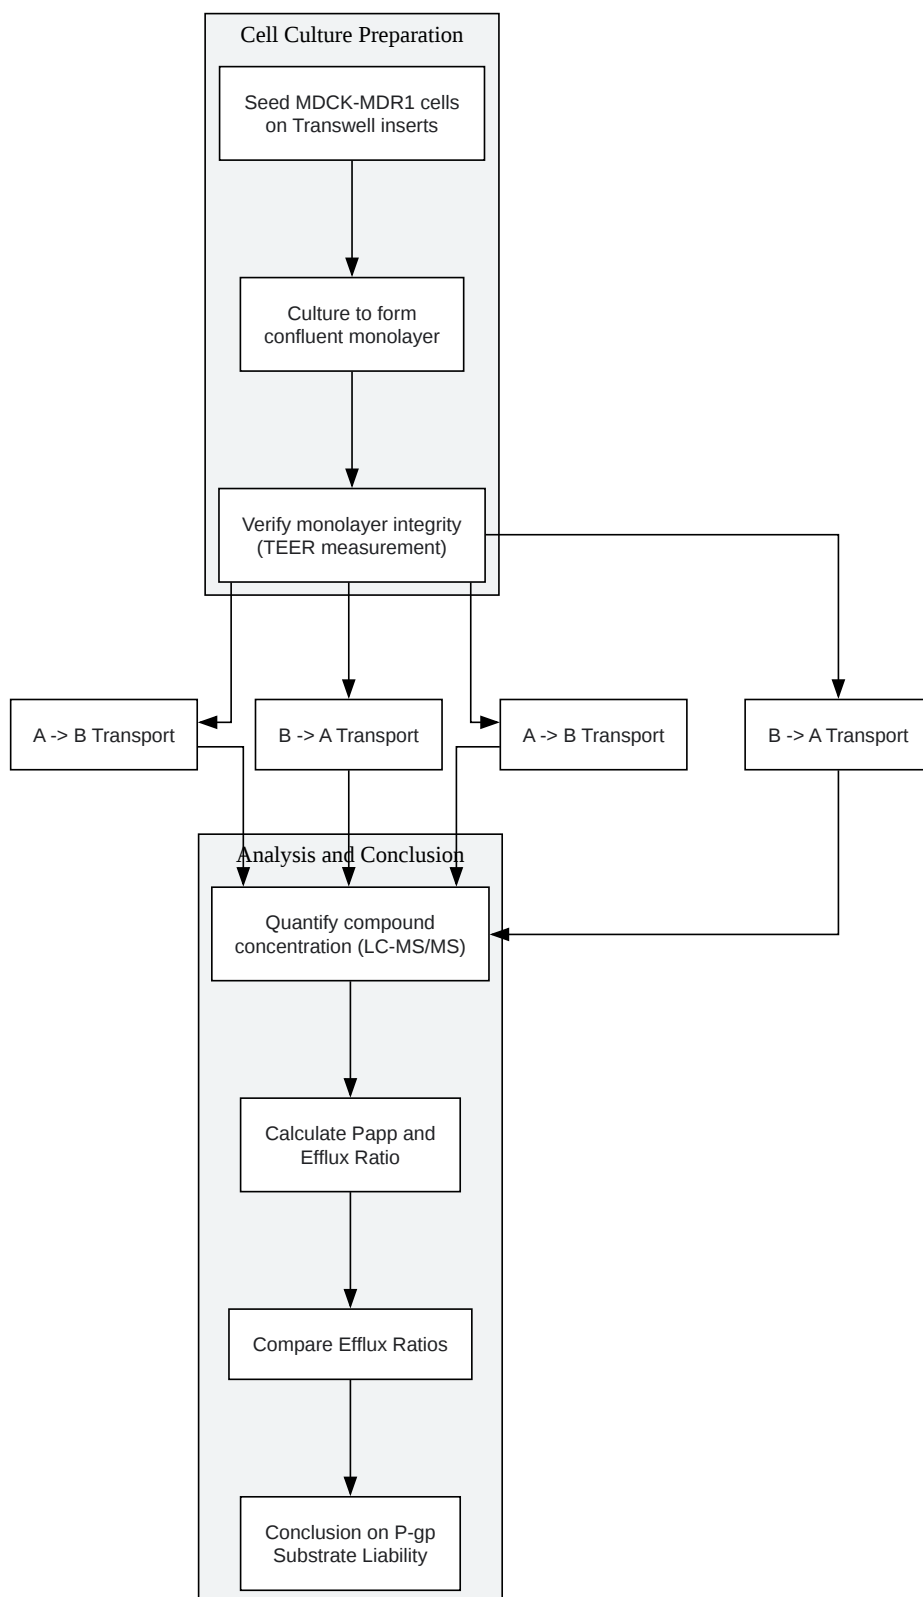 Cell Culture Preparation
Seed MDCK-MDR1 cells
on Transwell inserts
Culture to form
confluent monolayer
Verify monolayer integrity
(TEER measurement)
A -> B Transport
B -> A Transport
A -> B Transport
B -> A Transport
Analysis and Conclusion
Quantify compound
concentration (LC-MS/MS)
Calculate Papp and
Efflux Ratio
Compare Efflux Ratios
Conclusion on P-gp
Substrate Liability